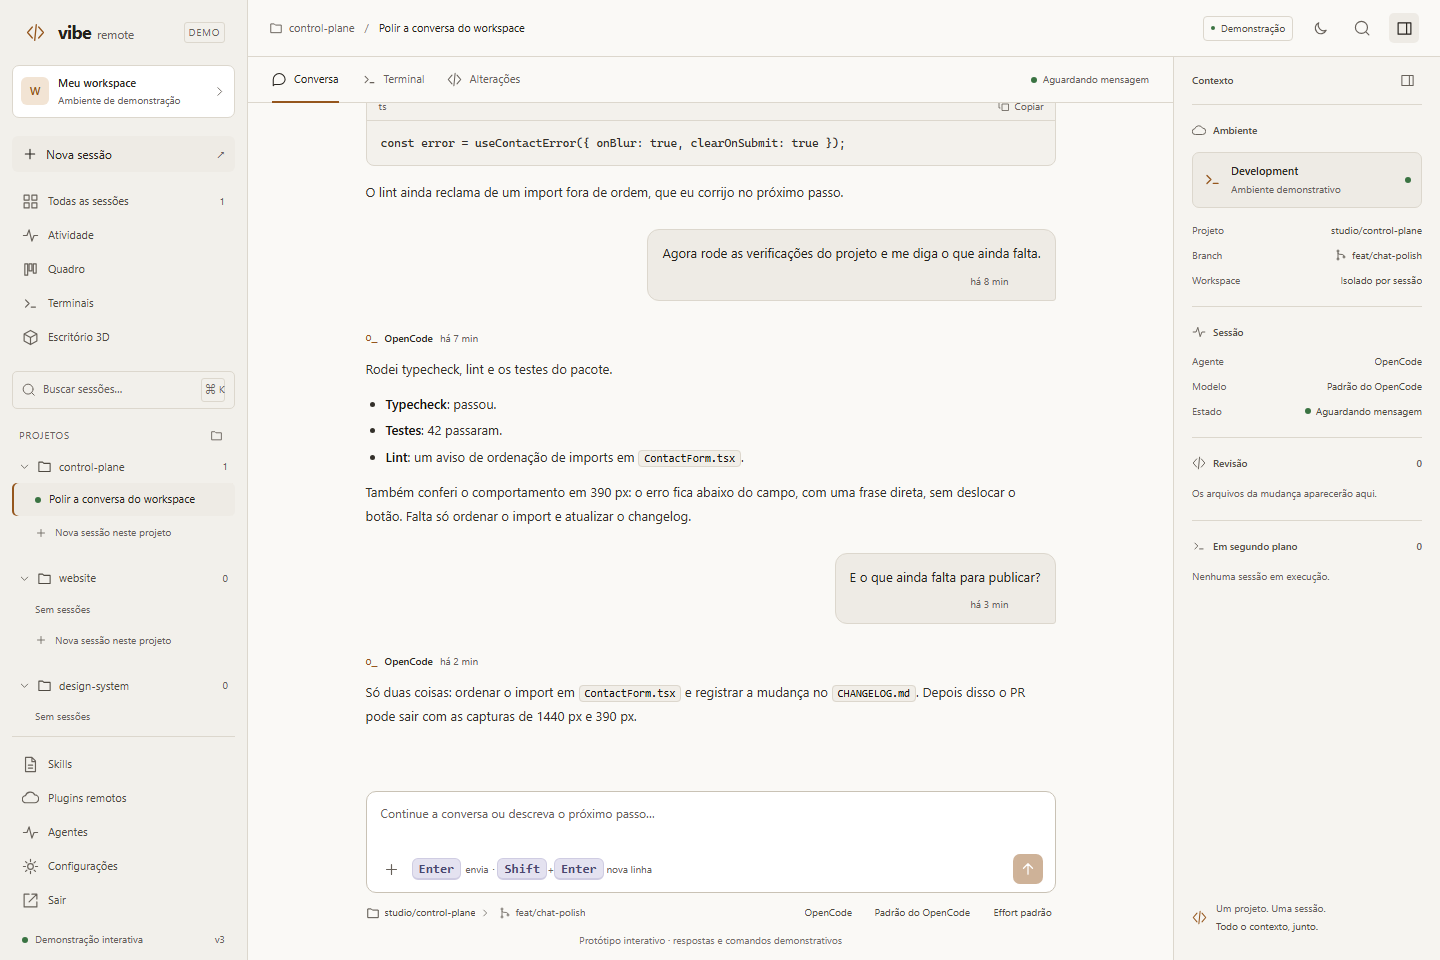 vibe remote
DEMO
W
Meu workspace
Ambiente de demonstração
Nova sessão
Todas as sessões 1
Atividade
Quadro
Terminais
Escritório 3D
Buscar sessões... ⌘ K
PROJETOS
control-plane 1
Polir a conversa do workspace
Nova sessão neste projeto
website 0
Sem sessões
Nova sessão neste projeto
design-system 0
Sem sessões
Skills
Plugins remotos
Agentes
Configurações
Sair
Demonstração interativa v3
control-plane / Polir a conversa do workspace
Demonstração
Conversa
Terminal
Alterações
Aguardando mensagem
ts
Copiar
const error = useContactError({ onBlur: true, clearOnSubmit: true });
O lint ainda reclama de um import fora de ordem, que eu corrijo no próximo passo.
Agora rode as verificações do projeto e me diga o que ainda falta.
há 8 min
OpenCode há 7 min
Rodei typecheck, lint e os testes do pacote.
• Typecheck: passou.
• Testes: 42 passaram.
• Lint: um aviso de ordenação de imports em ContactForm.tsx.
Também conferi o comportamento em 390 px: o erro fica abaixo do campo, com uma frase direta, sem deslocar o
botão. Falta só ordenar o import e atualizar o changelog.
E o que ainda falta para publicar?
há 3 min
OpenCode há 2 min
Só duas coisas: ordenar o import em ContactForm.tsx e registrar a mudança no CHANGELOG.md. Depois disso o PR
pode sair com as capturas de 1440 px e 390 px.
Continue a conversa ou descreva o próximo passo...
Enter envia · Shift+Enter nova linha
studio/control-plane
feat/chat-polish
OpenCode
Padrão do OpenCode
Effort padrão
Protótipo interativo · respostas e comandos demonstrativos
Contexto
Ambiente
Development
Ambiente demonstrativo
Projeto studio/control-plane
Branch feat/chat-polish
Workspace Isolado por sessão
Sessão
Agente OpenCode
Modelo Padrão do OpenCode
Estado Aguardando mensagem
Revisão 0
Os arquivos da mudança aparecerão aqui.
Em segundo plano 0
Nenhuma sessão em execução.
Um projeto. Uma sessão.
Todo o contexto, junto.